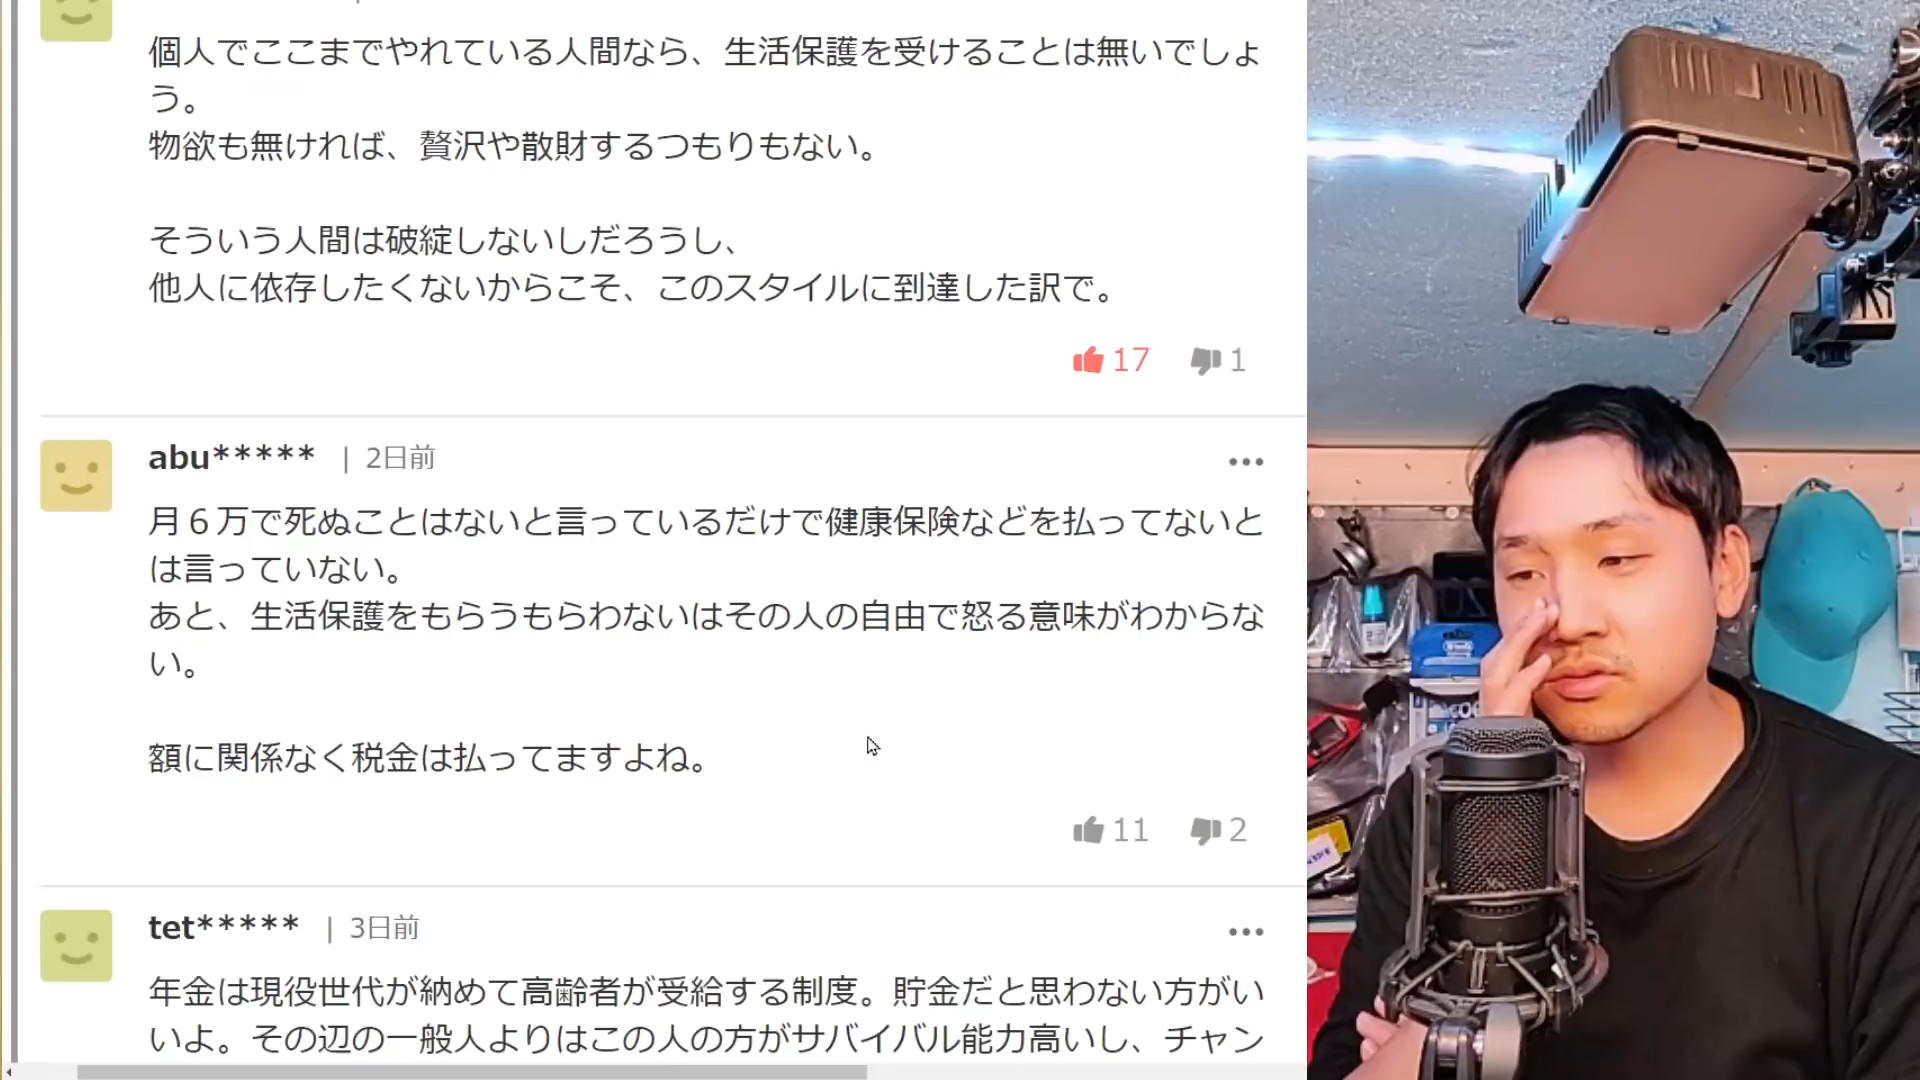 個人でここまでやれている人間なら、生活保護を受けることは無いでしょ
う。
物欲も無ければ、贅沢や散財するつもりもない。
そういう人間は破綻しないしだろうし、
他人に依存したくないからこそ、このスタイルに到達した訳で。
17 1
abu***** | 2日前
月６万で死ぬことはないと言っているだけで健康保険などを払ってないと
は言っていない。
あと、生活保護をもらうもらわないはその人の自由で怒る意味がわからな
い。
額に関係なく税金は払ってますよね。
11 2
tet***** | 3日前
年金は現役世代が納めて高齢者が受給する制度。貯金だと思わない方がい
いよ。その辺の一般人よりはこの人の方がサバイバル能力高いし、チャン